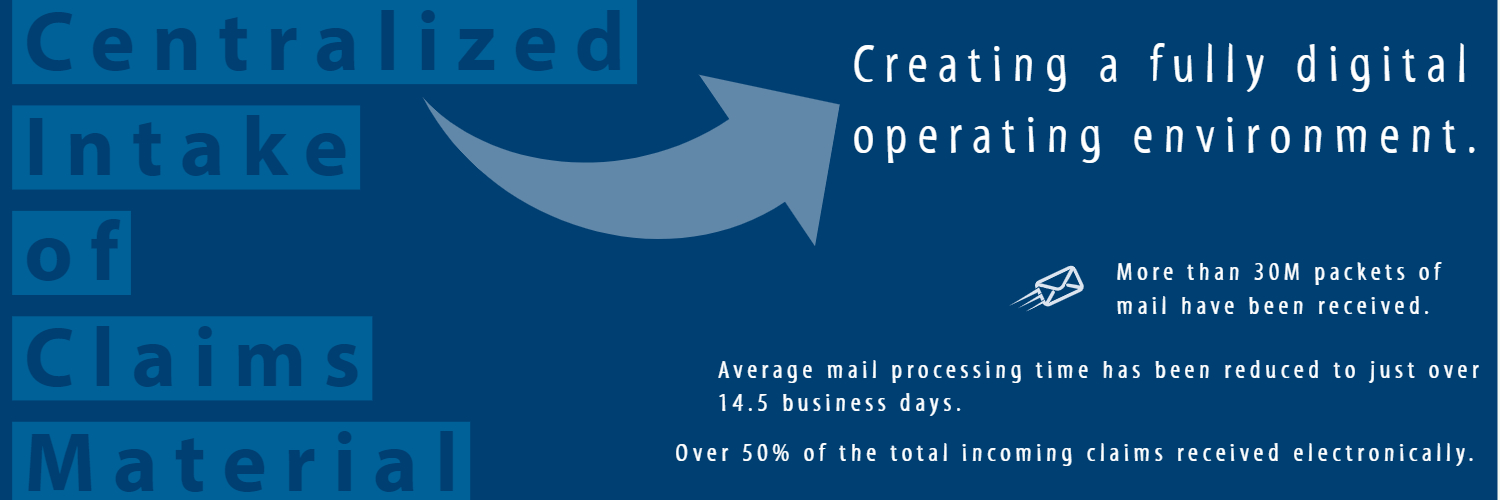 Centralized
Intake
of
Claims
Material
Creating a fully digital
operating environment.
More than 30M packets of
mail have been received.
Average mail processing time has been reduced to just over
14.5 business days.
Over 50% of the total incoming claims received electronically.